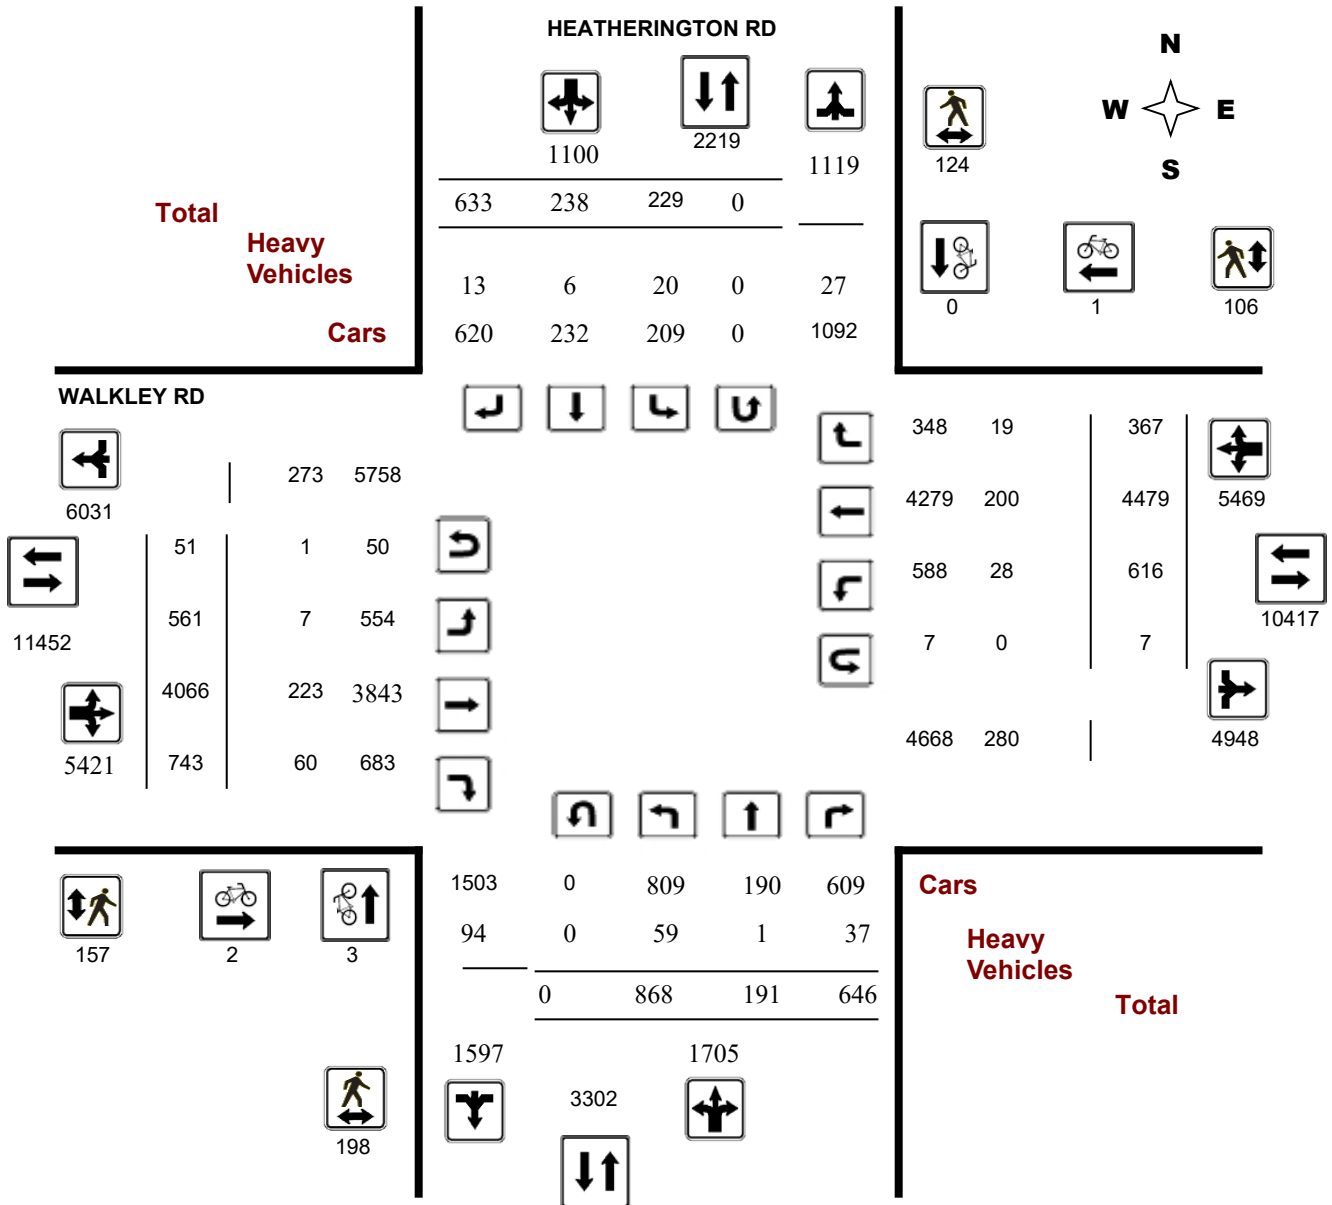 HEATHERINGTON RD
N
W E
S
1100
2219
1119
124
633 238 229 0
Total
Heavy
Vehicles
Cars
13 6 20 0 27
620 232 209 0 1092
0 1 106
WALKLEY RD
6031
273 5758
11452
51 1 50
561 7 554
4066 223 3843
5421
743 60 683
348 19 367
4279 200 4479
5469
588 28 616
10417
7 0 7
4668 280
4948
1503 0 809 190 609
94 0 59 1 37
0 868 191 646
Cars
Heavy
Vehicles
Total
157 2 3
1597
3302
1705
198